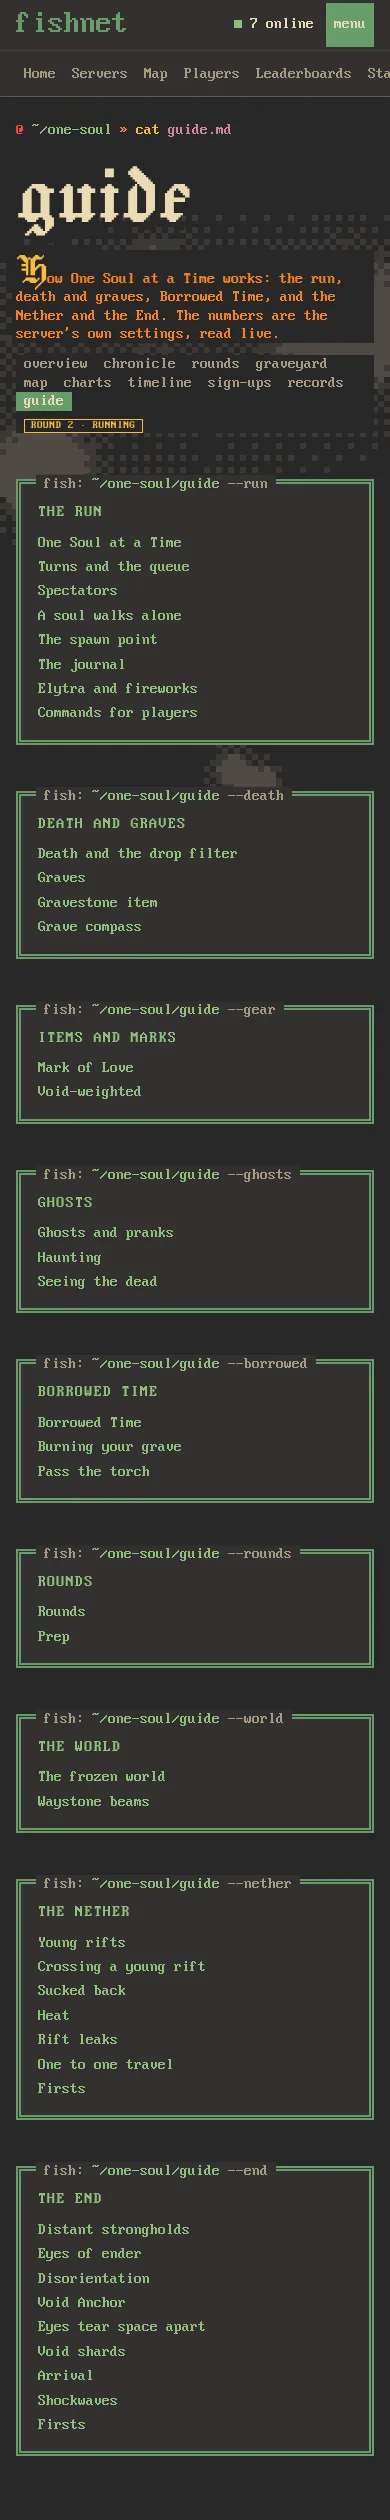 fishnet
7 online
menu
Home Servers Map Players Leaderboards Sta
@ ~/one-soul » cat guide.md
guide
How One Soul at a Time works: the run,
death and graves, Borrowed Time, and the
Nether and the End. The numbers are the
server's own settings, read live.
overview chronicle rounds graveyard
map charts timeline sign-ups records
guide
ROUND 2 · RUNNING
fish: ~/one-soul/guide --run
THE RUN
One Soul at a Time
Turns and the queue
Spectators
A soul walks alone
The spawn point
The journal
Elytra and fireworks
Commands for players
fish: ~/one-soul/guide --death
DEATH AND GRAVES
Death and the drop filter
Graves
Gravestone item
Grave compass
fish: ~/one-soul/guide --gear
ITEMS AND MARKS
Mark of Love
Void-weighted
fish: ~/one-soul/guide --ghosts
GHOSTS
Ghosts and pranks
Haunting
Seeing the dead
fish: ~/one-soul/guide --borrowed
BORROWED TIME
Borrowed Time
Burning your grave
Pass the torch
fish: ~/one-soul/guide --rounds
ROUNDS
Rounds
Prep
fish: ~/one-soul/guide --world
THE WORLD
The frozen world
Waystone beams
fish: ~/one-soul/guide --nether
THE NETHER
Young rifts
Crossing a young rift
Sucked back
Heat
Rift leaks
One to one travel
Firsts
fish: ~/one-soul/guide --end
THE END
Distant strongholds
Eyes of ender
Disorientation
Void Anchor
Eyes tear space apart
Void shards
Arrival
Shockwaves
Firsts